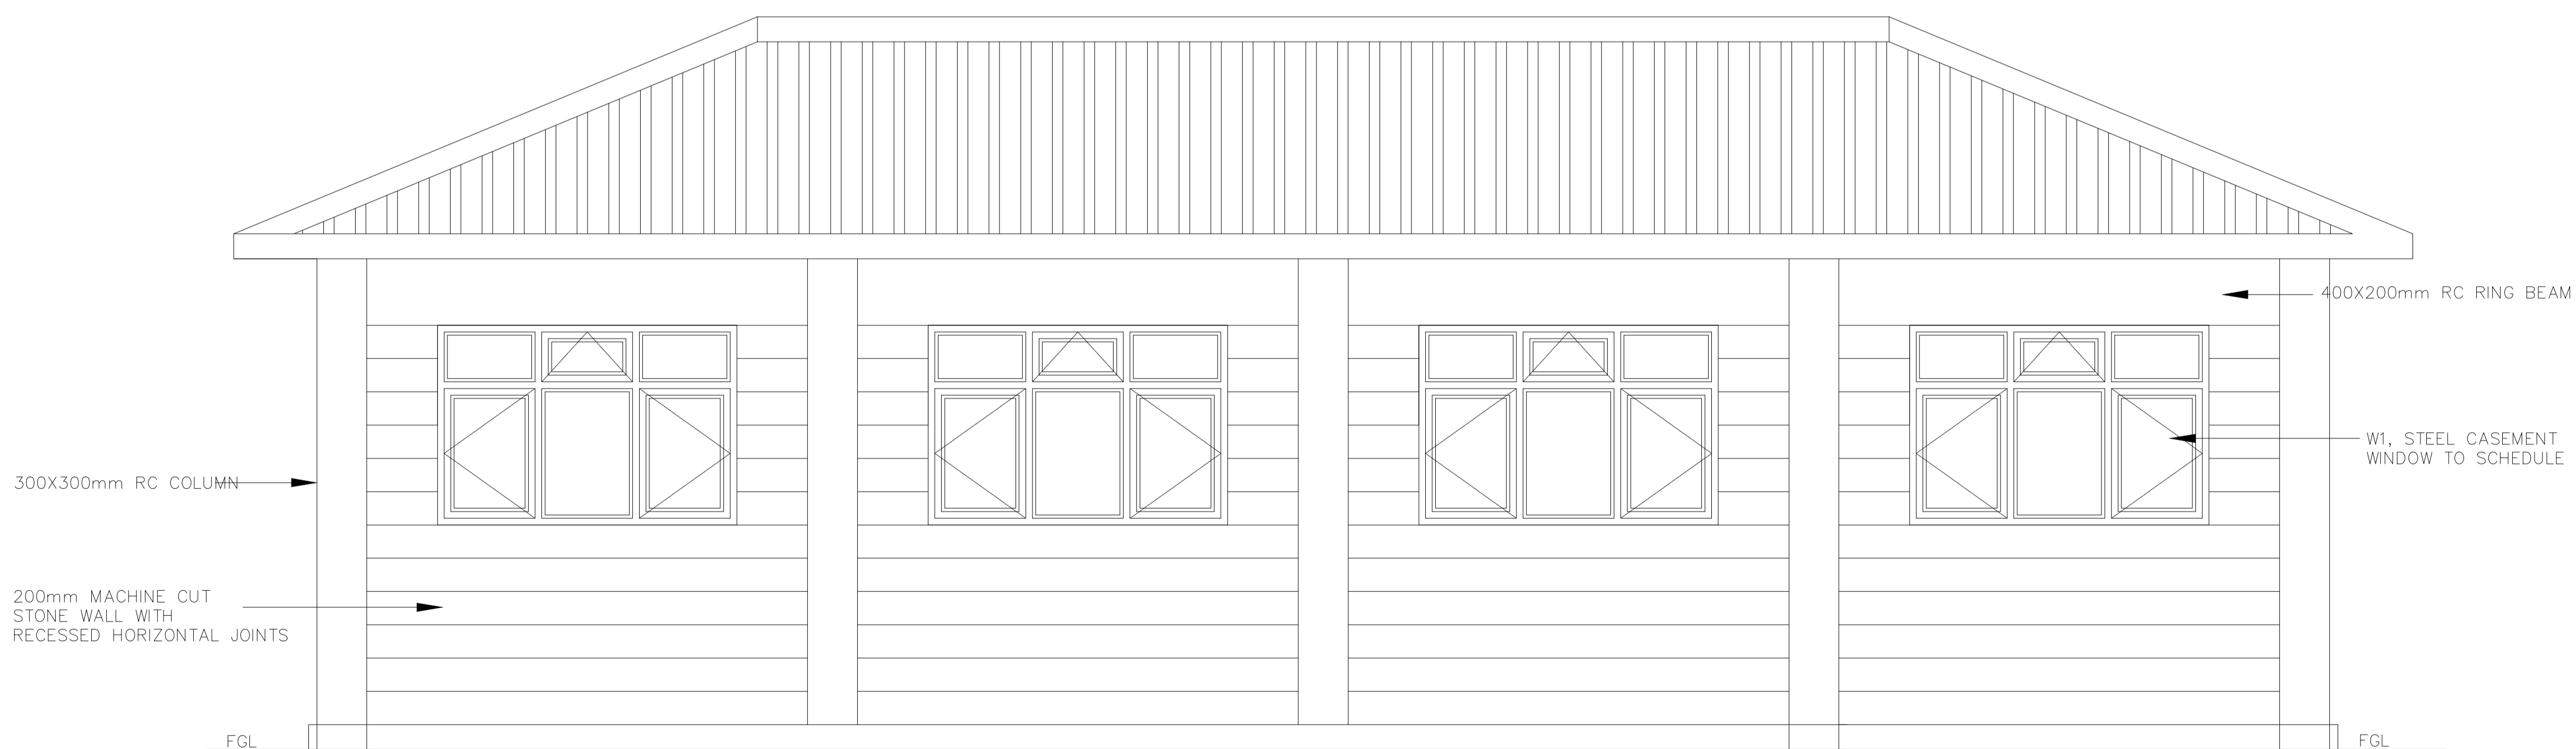 400X200mm RC RING BEAM
W1, STEEL CASEMENT
WINDOW TO SCHEDULE
300X300mm RC COLUMN
200mm MACHINE CUT
STONE WALL WITH
RECESSED HORIZONTAL JOINTS
FGL
FGL